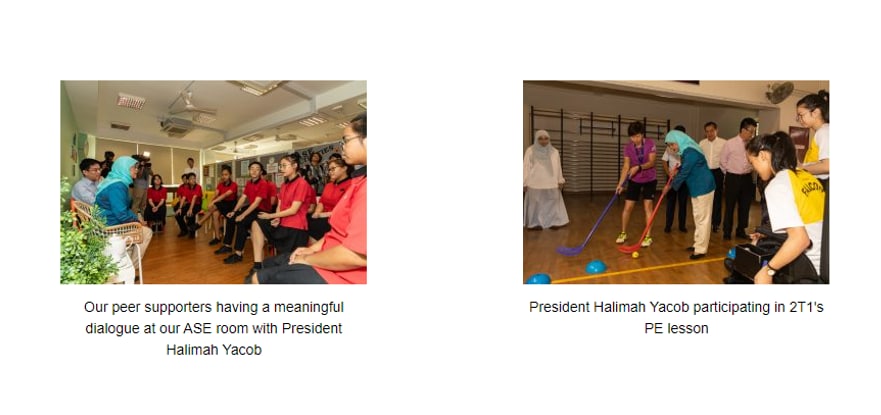 Our peer supporters having a meaningful
dialogue at our ASE room with President
Halimah Yacob
President Halimah Yacob participating in 2T1's
PE lesson